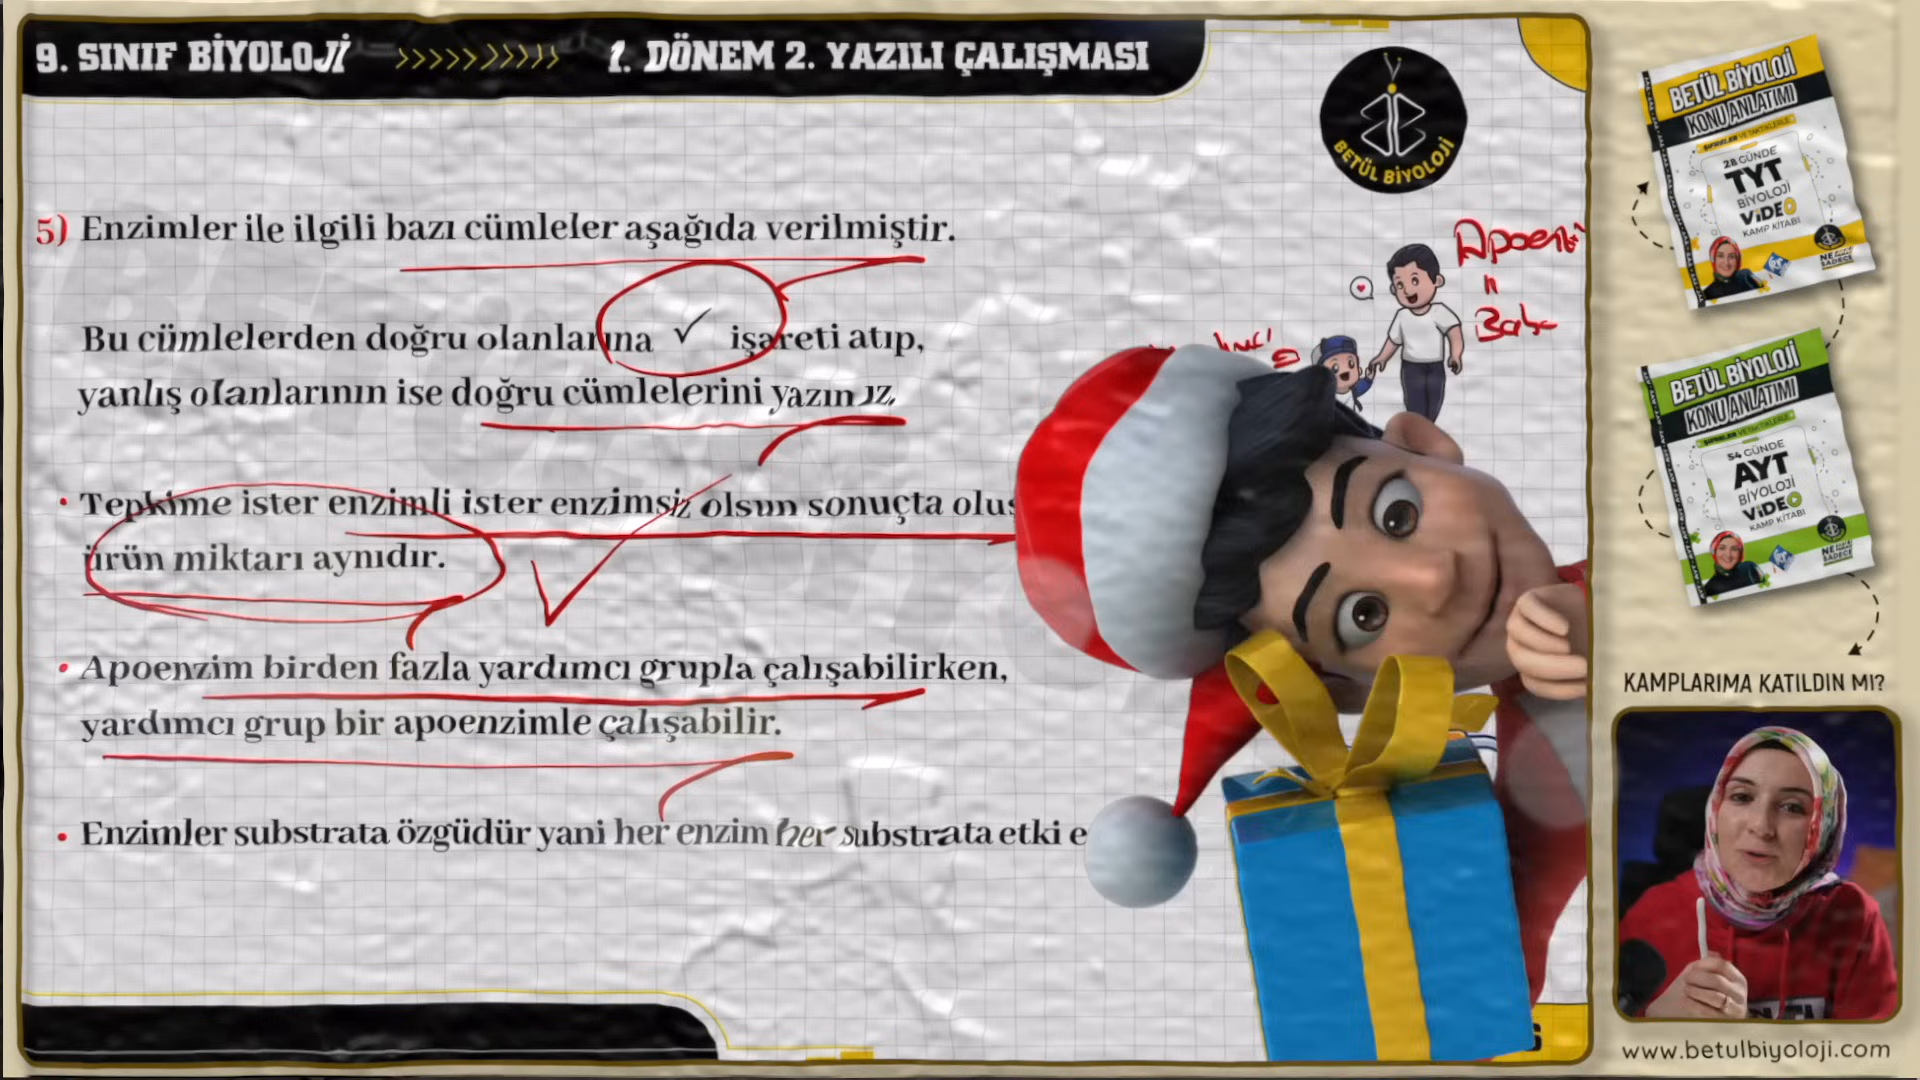 9. SINIF BİYOLOJİ >>>>>>>>>>> 1. DÖNEM 2. YAZILI ÇALIŞMASI
BETÜL BİYOLOJİ
5) Enzimler ile ilgili bazı cümleler aşağıda verilmiştir.
Bu cümlelerden doğru olanlarına ✓ işareti atıp,
yanlış olanlarının ise doğru cümlelerini yazınız.
• Tepkime ister enzimli ister enzimsiz olsun sonuçta oluş
ürün miktarı aynıdır.
• Apoenzim birden fazla yardımcı grupla çalışabilirken,
yardımcı grup bir apoenzimle çalışabilir.
• Enzimler substrata özgüdür yani her enzim her substrata etki e
=
Baba
BETÜL BİYOLOJİ
KONU ANLATIMI
28 GÜNDE
TYT
BİYOLOJİ
VİDEO
KAMP KİTABI
BETÜL BİYOLOJİ
KONU ANLATIMI
54 GÜNDE
AYT
BİYOLOJİ
VİDEO
KAMP KİTABI
KAMPLARIMA KATILDIN MI?
www.betulbiyoloji.com